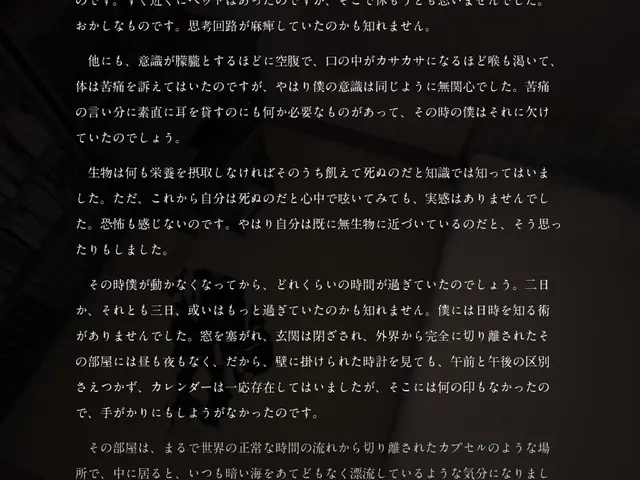 のです。すぐ近くにベッドはあったのですが、そこで休もうとも思いませんでした。
おかしなものです。思考回路が麻痺していたのかも知れません。
他にも、意識が朦朧とするほどに空腹で、口の中がカサカサになるほど喉も渇いて、
体は苦痛を訴えてはいたのですが、やはり僕の意識は同じように無関心でした。苦痛
の言い分に素直に耳を貸すのにも何か必要なものがあって、その時の僕はそれに欠け
ていたのでしょう。
生物は何も栄養を摂取しなければそのうち飢えて死ぬのだと知識では知ってはいま
した。ただ、これから自分は死ぬのだと心中で呟いてみても、実感はありませんでし
た。恐怖も感じないのです。やはり自分は既に無生物に近づいているのだと、そう思っ
たりもしました。
その時僕が動かなくなってから、どれくらいの時間が過ぎていたのでしょう。二日
か、それとも三日、或いはもっと過ぎていたのかも知れません。僕には日時を知る術
がありませんでした。窓を塞がれ、玄関は閉ざされ、外界から完全に切り離されたそ
の部屋には昼も夜もなく、だから、壁に掛けられた時計を見ても、午前と午後の区別
さえつかず、カレンダーは一応存在してはいましたが、そこには何の印もなかったの
で、手がかりにもしようがなかったのです。
その部屋は、まるで世界の正常な時間の流れから切り離されたカプセルのような場
所で、中に居ると、いつも暗い海をあてどもなく漂流しているような気分になりまし